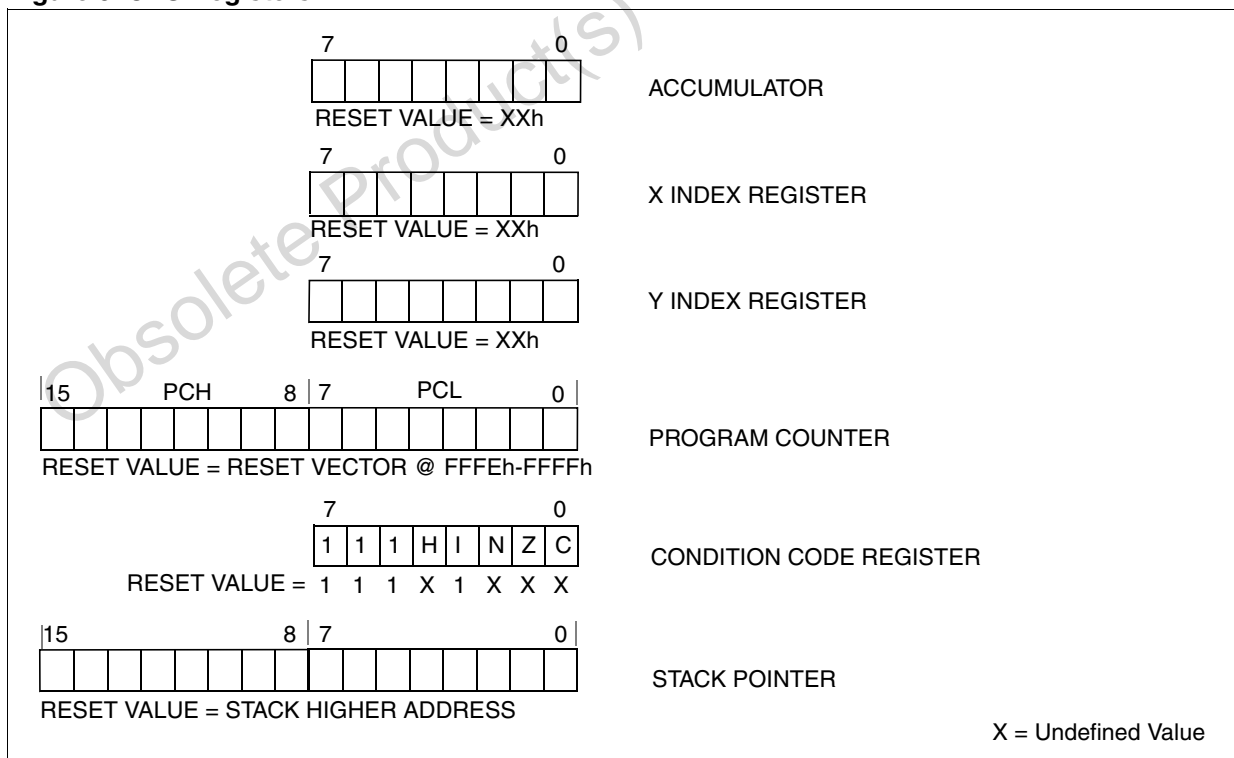 7 0
ACCUMULATOR
RESET VALUE = XXh
7 0
X INDEX REGISTER
RESET VALUE = XXh
7 0
Y INDEX REGISTER
RESET VALUE = XXh
15 PCH 8 7 PCL 0
PROGRAM COUNTER
RESET VALUE = RESET VECTOR @ FFFEh-FFFFh
7 0
1 1 1 H I N Z C
CONDITION CODE REGISTER
RESET VALUE = 1 1 1 X 1 X X X
15 8 7 0
STACK POINTER
RESET VALUE = STACK HIGHER ADDRESS
X = Undefined Value
Obsolete Product(s)